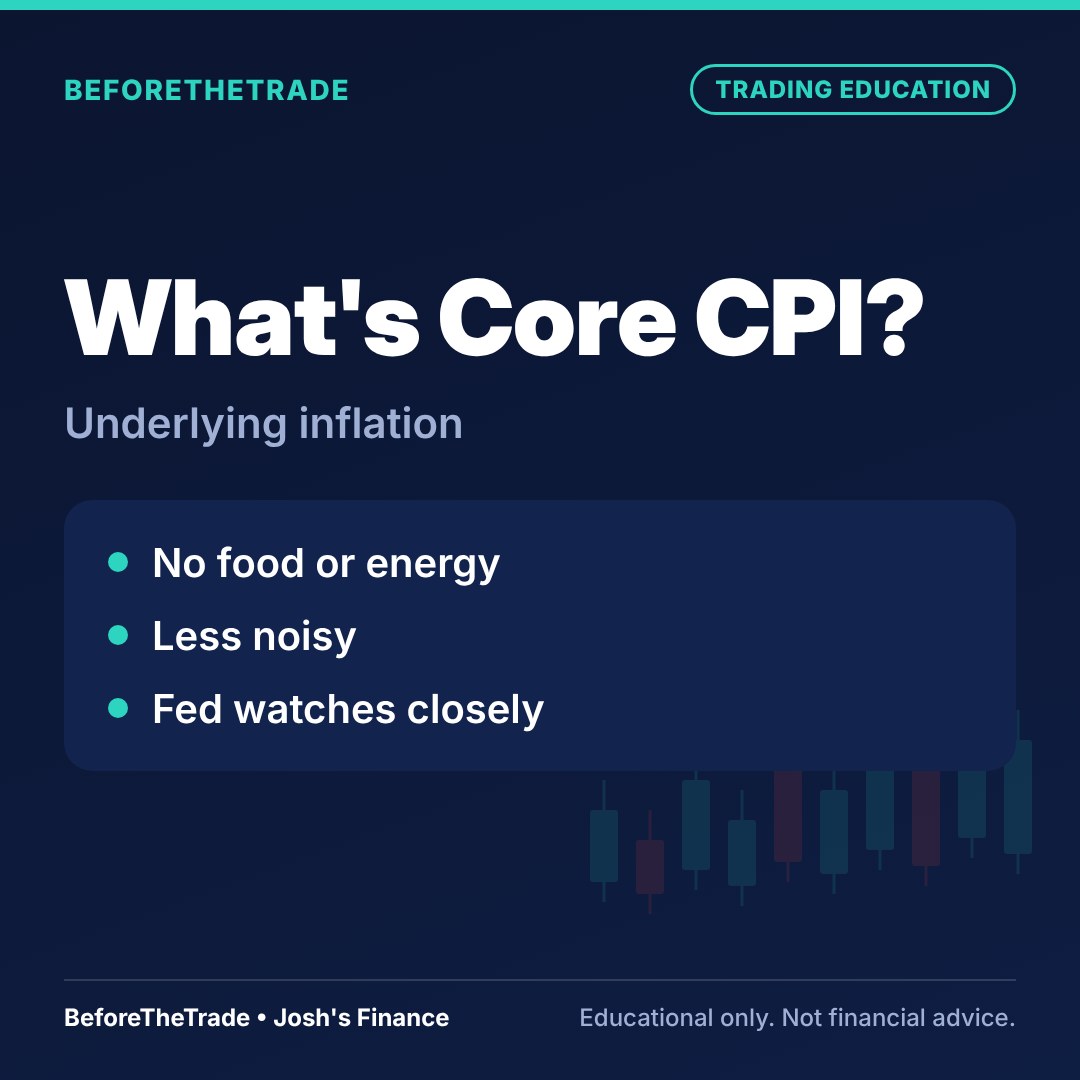 BEFORETHETRADE
TRADING EDUCATION
What's Core CPI?
Underlying inflation
No food or energy
Less noisy
Fed watches closely
BeforeTheTrade • Josh's Finance
Educational only. Not financial advice.